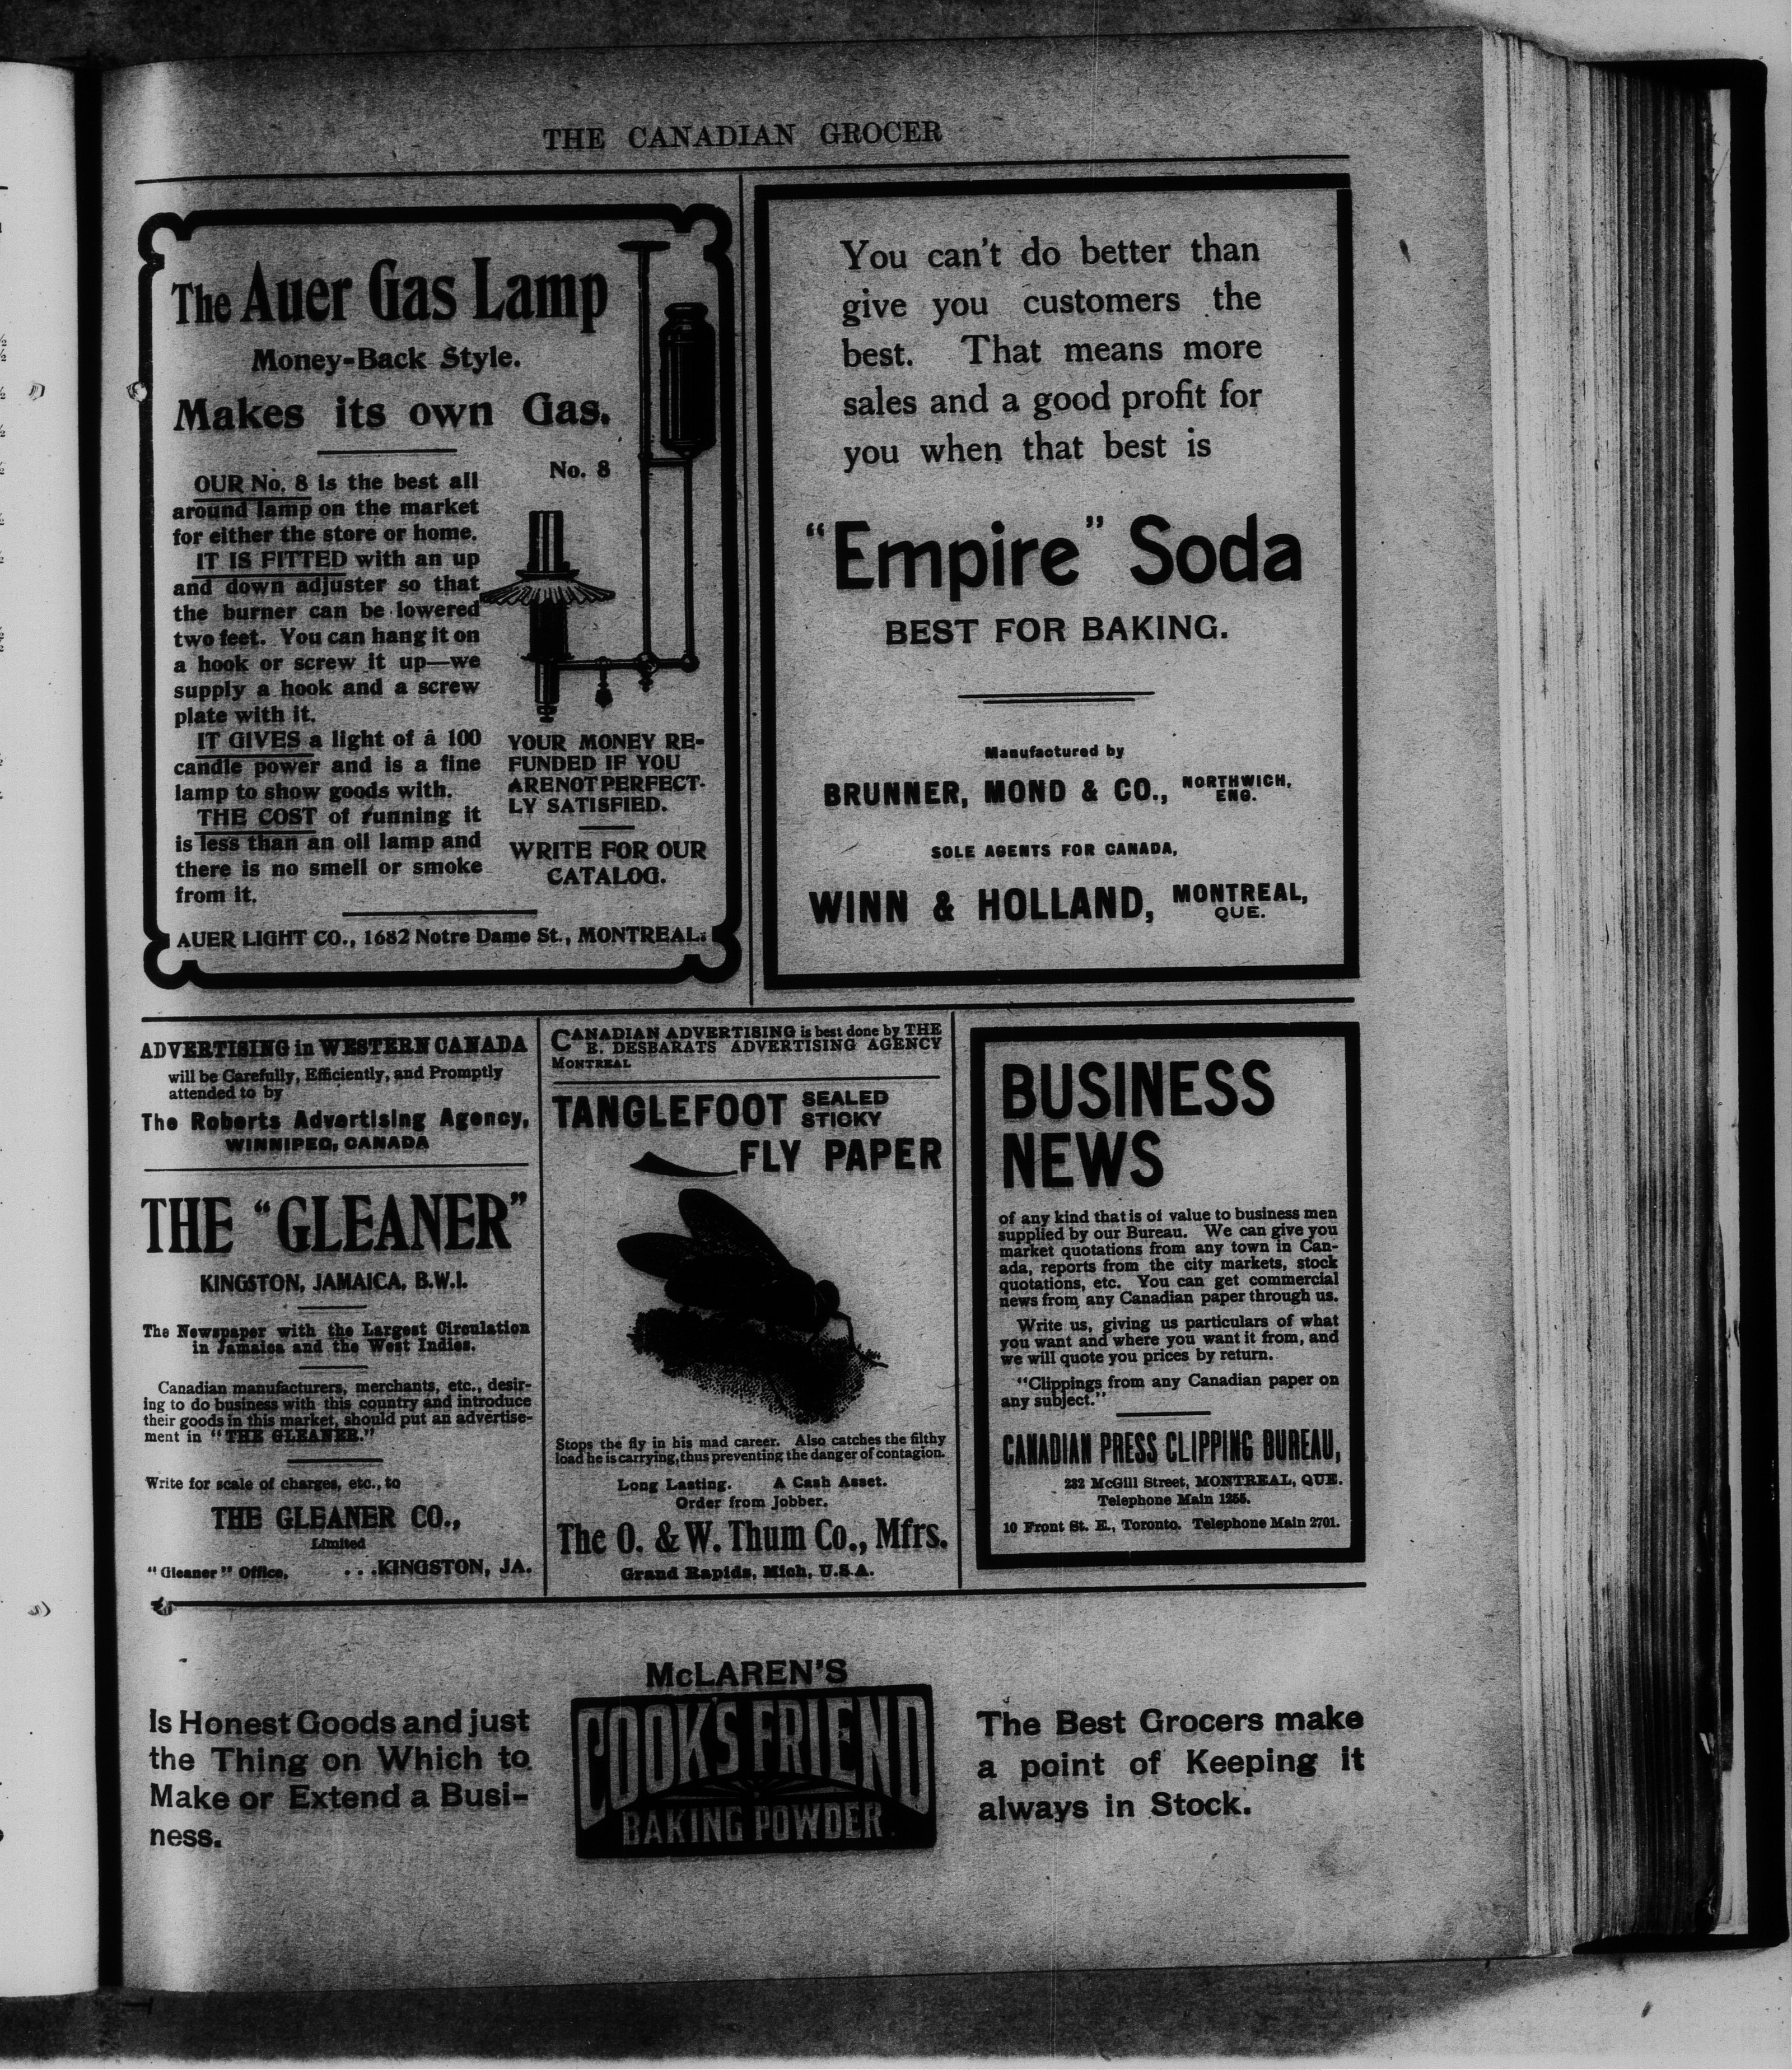 THE CANADIAN GROCER
The Auer Gas Lamp
Money-Back Style.
Makes its own Gas.
No. 8
OUR No. 8 is the best all
around lamp on the market
for either the store or home.
IT IS FITTED with an up
and down adjuster so that
the burner can be lowered
two feet. You can hang it on
a hook or screw it up—we
supply a hook and a screw
plate with it.
IT GIVES a light of a 100
candle power and is a fine
lamp to show goods with.
THE COST of running it
is less than an oil lamp and
there is no smell or smoke
from it.
YOUR MONEY RE-
FUNDED IF YOU
ARE NOT PERFECT-
LY SATISFIED.
WRITE FOR OUR
CATALOG.
AUER LIGHT CO., 1682 Notre Dame St., MONTREAL.
You can't do better than
give you customers the
best. That means more
sales and a good profit for
you when that best is
"Empire" Soda
BEST FOR BAKING.
Manufactured by
BRUNNER, MOND & CO., NORTHWICH,
ENG.
SOLE AGENTS FOR CANADA,
WINN & HOLLAND, MONTREAL,
QUE.
ADVERTISING in WESTERN CANADA
will be Carefully, Efficiently, and Promptly
attended to by
The Roberts Advertising Agency,
WINNIPEG, CANADA
THE "GLEANER"
KINGSTON, JAMAICA, B.W.I.
The Newspaper with the Largest Circulation
in Jamaica and the West Indies.
Canadian manufacturers, merchants, etc., desir-
ing to do business with this country and introduce
their goods in this market, should put an advertise-
ment in "THE GLEANER."
Write for scale of charges, etc., to
THE GLEANER CO.,
Limited
"Gleaner" Office, ...KINGSTON, JA.
CANADIAN ADVERTISING is best done by THE
E. DESBARATS ADVERTISING AGENCY
MONTREAL
TANGLEFOOT SEALED
STICKY
FLY PAPER
Stops the fly in his mad career. Also catches the filthy
load he is carrying, thus preventing the danger of contagion.
Long Lasting. A Cash Asset.
Order from Jobber.
The O. & W. Thum Co., Mfrs.
Grand Rapids, Mich, U.S.A.
BUSINESS
NEWS
of any kind that is of value to business men
supplied by our Bureau. We can give you
market quotations from any town in Can-
ada, reports from the city markets, stock
quotations, etc. You can get commercial
news from any Canadian paper through us.
Write us, giving us particulars of what
you want and where you want it from, and
we will quote you prices by return.
"Clippings from any Canadian paper on
any subject."
CANADIAN PRESS CLIPPING BUREAU,
232 McGill Street, MONTREAL, QUE.
Telephone Main 1255.
10 Front St. E., Toronto. Telephone Main 2701.
Is Honest Goods and just
the Thing on Which to
Make or Extend a Busi-
ness.
McLAREN'S
COOK'S FRIEND
BAKING POWDER
The Best Grocers make
a point of Keeping it
always in Stock.